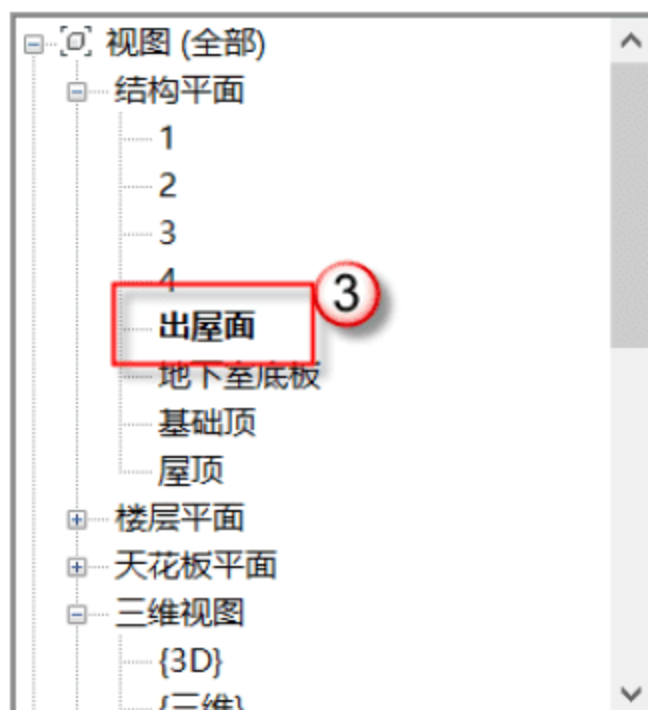 视图 (全部)
结构平面
1
2
3
4
出屋面
3
地下室底板
基础顶
屋顶
楼层平面
天花板平面
三维视图
{3D}
{三维}